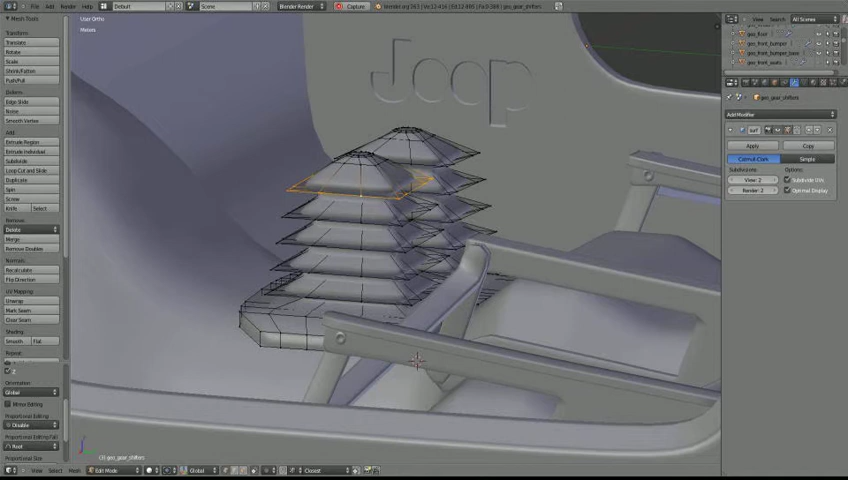 File
Add
Render
Help
Default
Scene
Blender Render
Capture
View
Search
All Scenes
Mesh Tools
User Ortho
Meters
Transform:
Translate
Rotate
Scale
Shrink/Fatten
Push/Pull
Deform:
Edge Slide
Noise
Smooth Vertex
Add:
Extrude Region
Extrude Individual
Subdivide
Loop Cut and Slide
Duplicate
Spin
Screw
Knife
Select
Remove:
Delete
Merge
Remove Doubles
Normals:
Recalculate
Flip Direction
UV Mapping:
Unwrap
Mark Seam
Clear Seam
Shading:
Smooth
Flat
Repeat:
Orientation:
Global
Mirror Editing
Proportional Editing
Disable
Proportional Editing Fall
Root
Proportional Size
Jeep
geo_floor
geo_front_bumper
geo_front_bumper_base
geo_front_seats
geo_gear_shifters
Add Modifier
Apply
Copy
Catmull-Clark
Simple
Subdivisions:
Options:
View: 2
Subdivide UVs
Render: 2
Optimal Display
(3) geo_gear_shifters
View
Select
Mesh
Edit Mode
Global
Closest